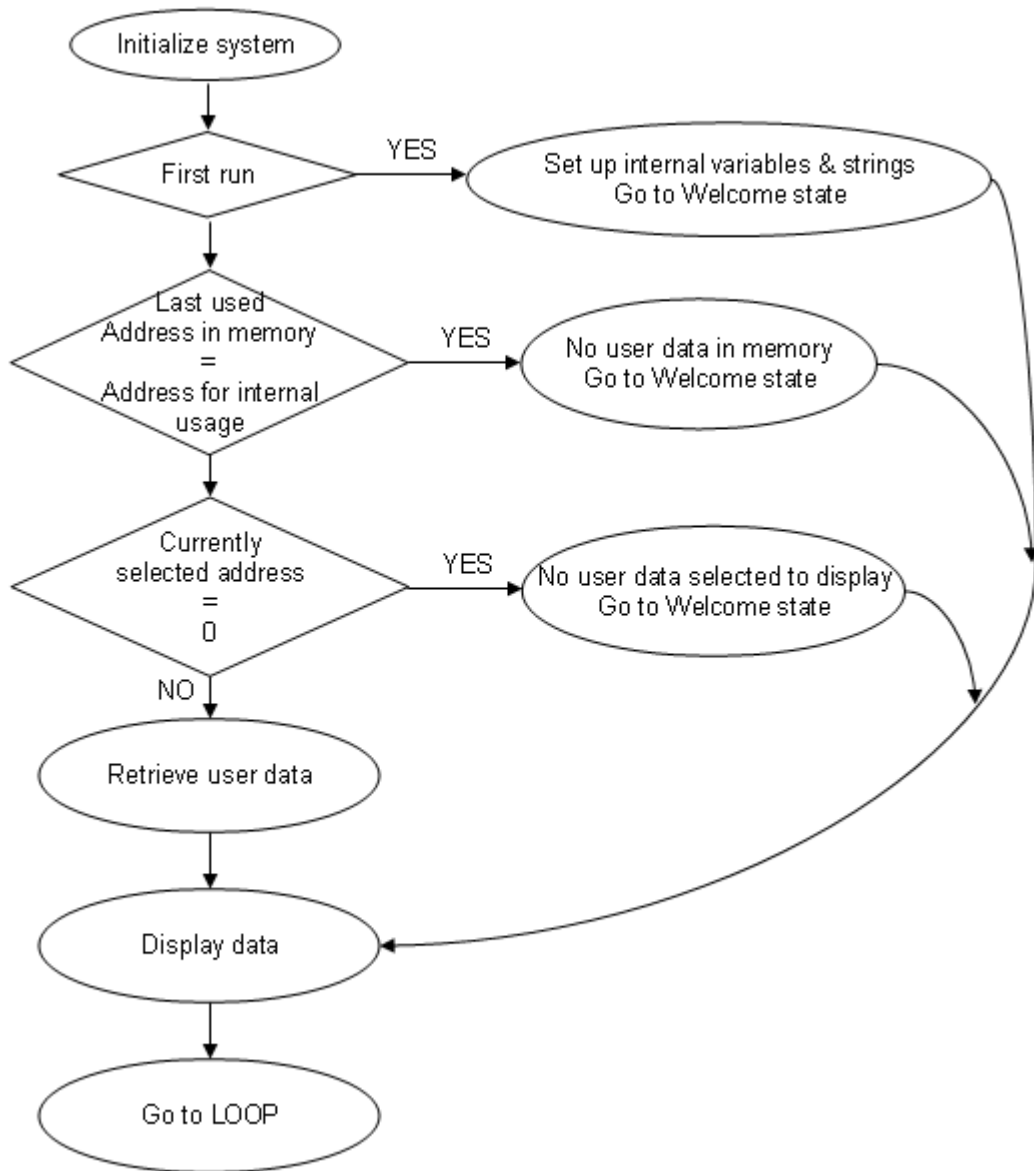 Initialize system
First run
YES
Set up internal variables & strings
Go to Welcome state
Last used
Address in memory
=
Address for internal
usage
YES
No user data in memory
Go to Welcome state
Currently
selected address
=
0
YES
No user data selected to display
Go to Welcome state
NO
Retrieve user data
Display data
Go to LOOP